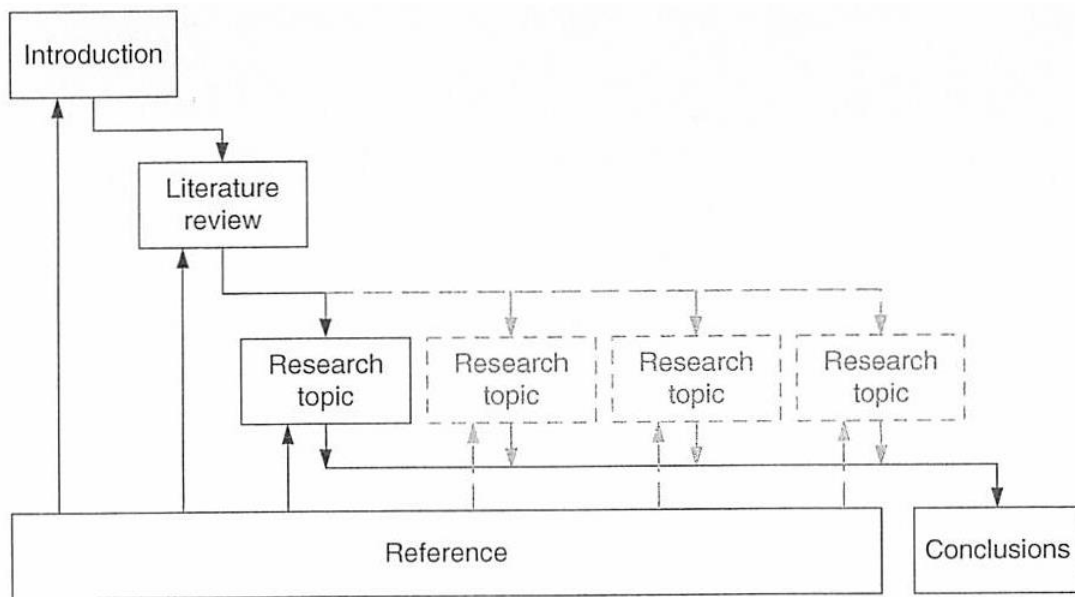 Introduction
Literature
review
Research
topic
Research
topic
Research
topic
Research
topic
Reference
Conclusions